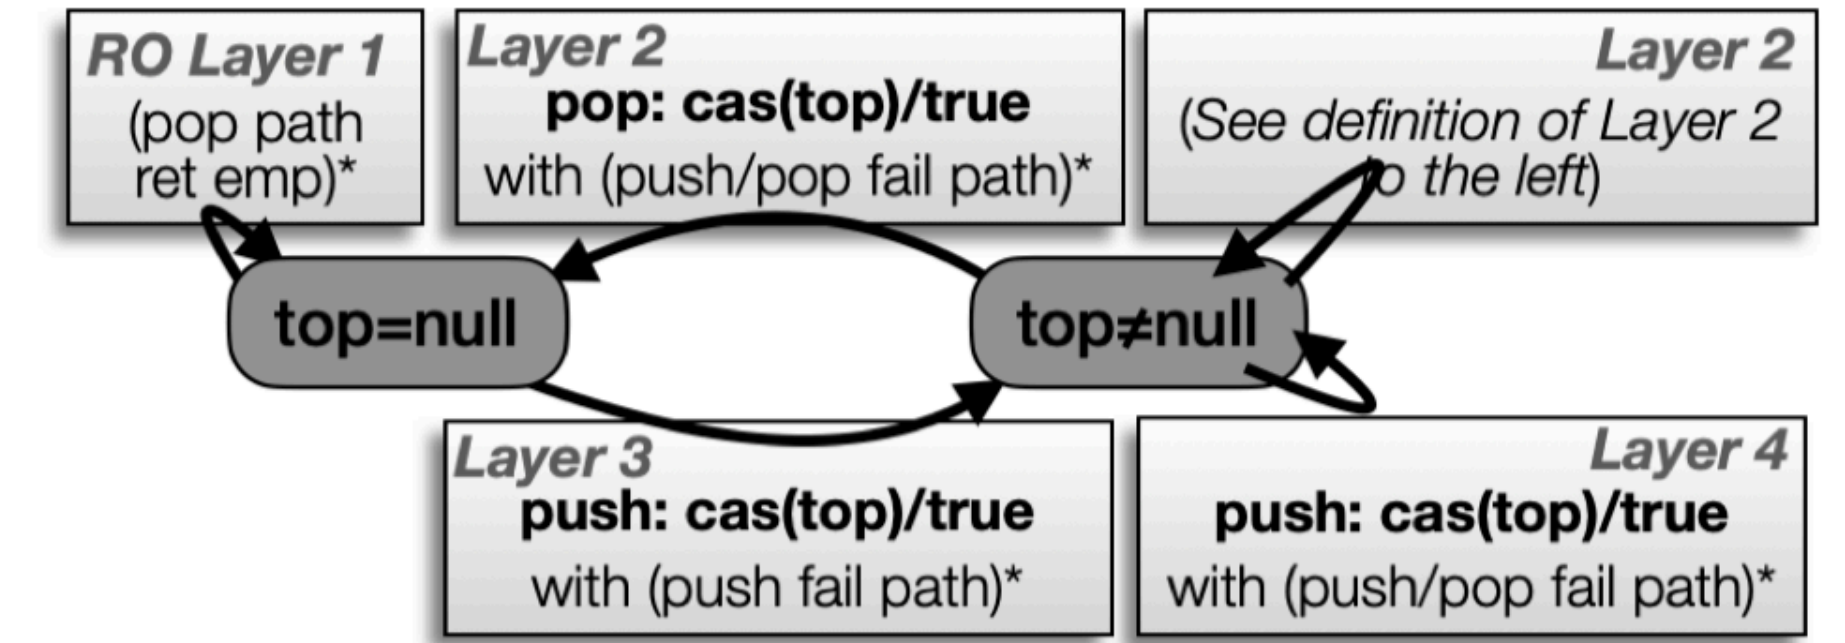 RO Layer 1
(pop path
ret emp)*
Layer 2
pop: cas(top)/true
with (push/pop fail path)*
Layer 2
(See definition of Layer 2
to the left)
top=null
top≠null
Layer 3
push: cas(top)/true
with (push fail path)*
Layer 4
push: cas(top)/true
with (push/pop fail path)*